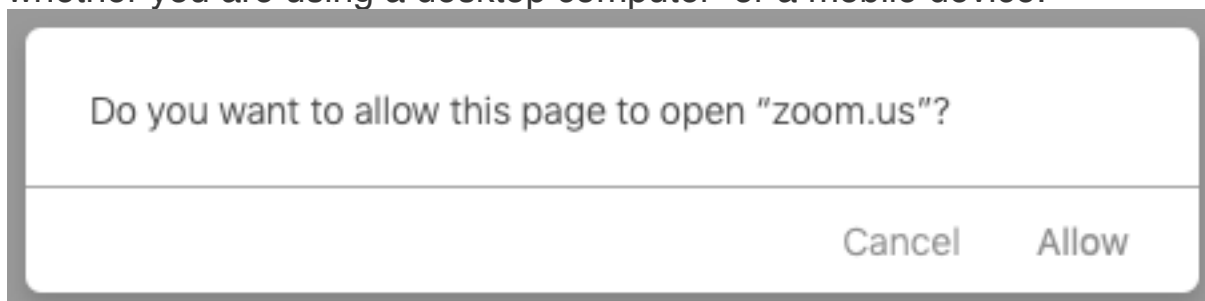 whether you are using a desktop computer or a mobile device.
Do you want to allow this page to open “zoom.us”?
Cancel Allow